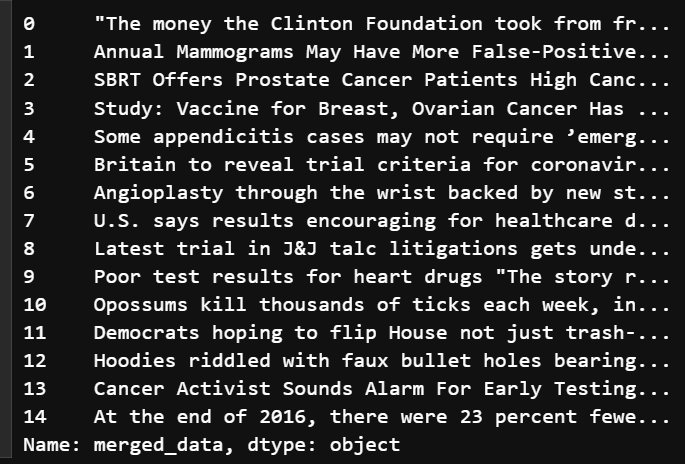 0 "The money the Clinton Foundation took from fr...
1 Annual Mammograms May Have More False-Positive...
2 SBRT Offers Prostate Cancer Patients High Canc...
3 Study: Vaccine for Breast, Ovarian Cancer Has ...
4 Some appendicitis cases may not require ’emerg...
5 Britain to reveal trial criteria for coronavir...
6 Angioplasty through the wrist backed by new st...
7 U.S. says results encouraging for healthcare d...
8 Latest trial in J&J talc litigations gets unde...
9 Poor test results for heart drugs "The story r...
10 Opossums kill thousands of ticks each week, in...
11 Democrats hoping to flip House not just trash-...
12 Hoodies riddled with faux bullet holes bearing...
13 Cancer Activist Sounds Alarm For Early Testing...
14 At the end of 2016, there were 23 percent fewe...
Name: merged_data, dtype: object